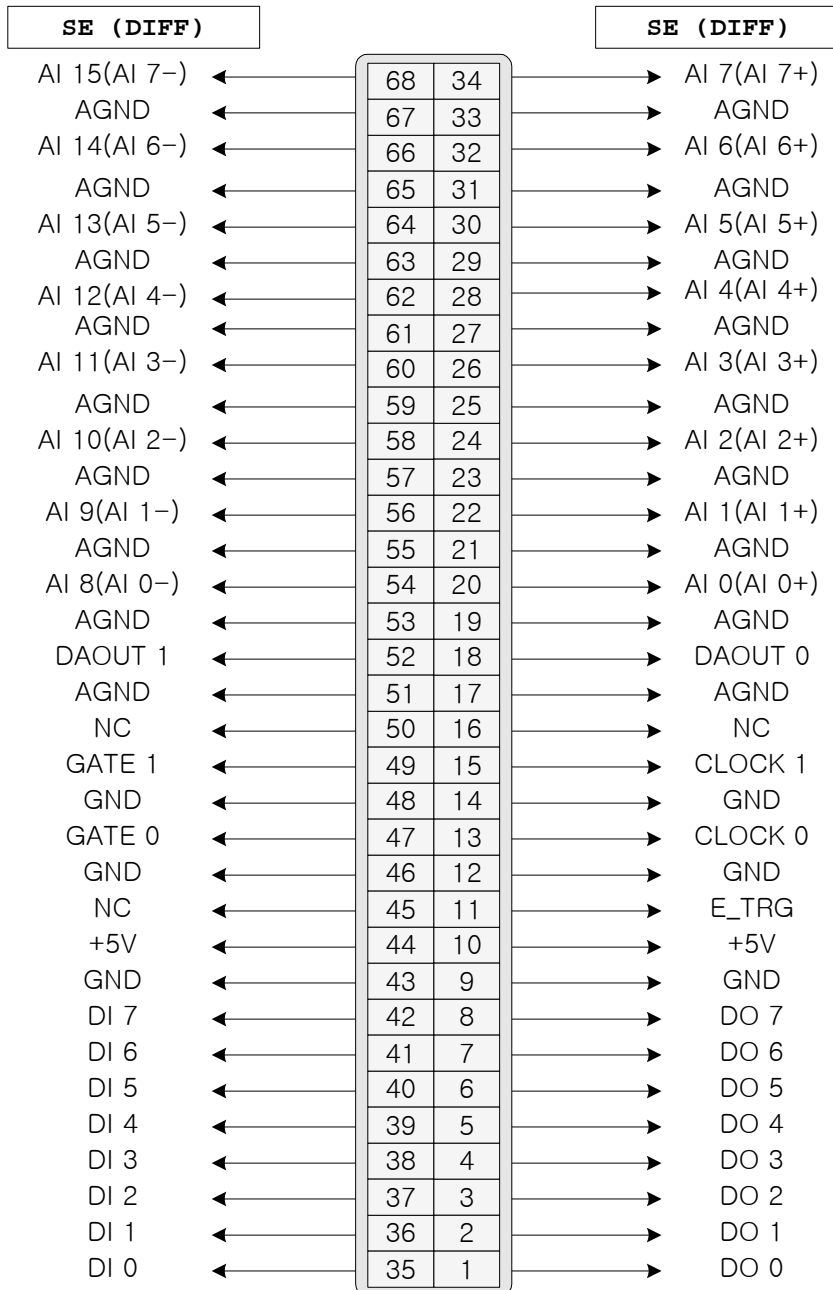 SE (DIFF) SE (DIFF)
AI 15(AI 7-) 68 34 AI 7(AI 7+)
AGND 67 33 AGND
AI 14(AI 6-) 66 32 AI 6(AI 6+)
AGND 65 31 AGND
AI 13(AI 5-) 64 30 AI 5(AI 5+)
AGND 63 29 AGND
AI 12(AI 4-) 62 28 AI 4(AI 4+)
AGND 61 27 AGND
AI 11(AI 3-) 60 26 AI 3(AI 3+)
AGND 59 25 AGND
AI 10(AI 2-) 58 24 AI 2(AI 2+)
AGND 57 23 AGND
AI 9(AI 1-) 56 22 AI 1(AI 1+)
AGND 55 21 AGND
AI 8(AI 0-) 54 20 AI 0(AI 0+)
AGND 53 19 AGND
DAOUT 1 52 18 DAOUT 0
AGND 51 17 AGND
NC 50 16 NC
GATE 1 49 15 CLOCK 1
GND 48 14 GND
GATE 0 47 13 CLOCK 0
GND 46 12 GND
NC 45 11 E_TRG
+5V 44 10 +5V
GND 43 9 GND
DI 7 42 8 DO 7
DI 6 41 7 DO 6
DI 5 40 6 DO 5
DI 4 39 5 DO 4
DI 3 38 4 DO 3
DI 2 37 3 DO 2
DI 1 36 2 DO 1
DI 0 35 1 DO 0